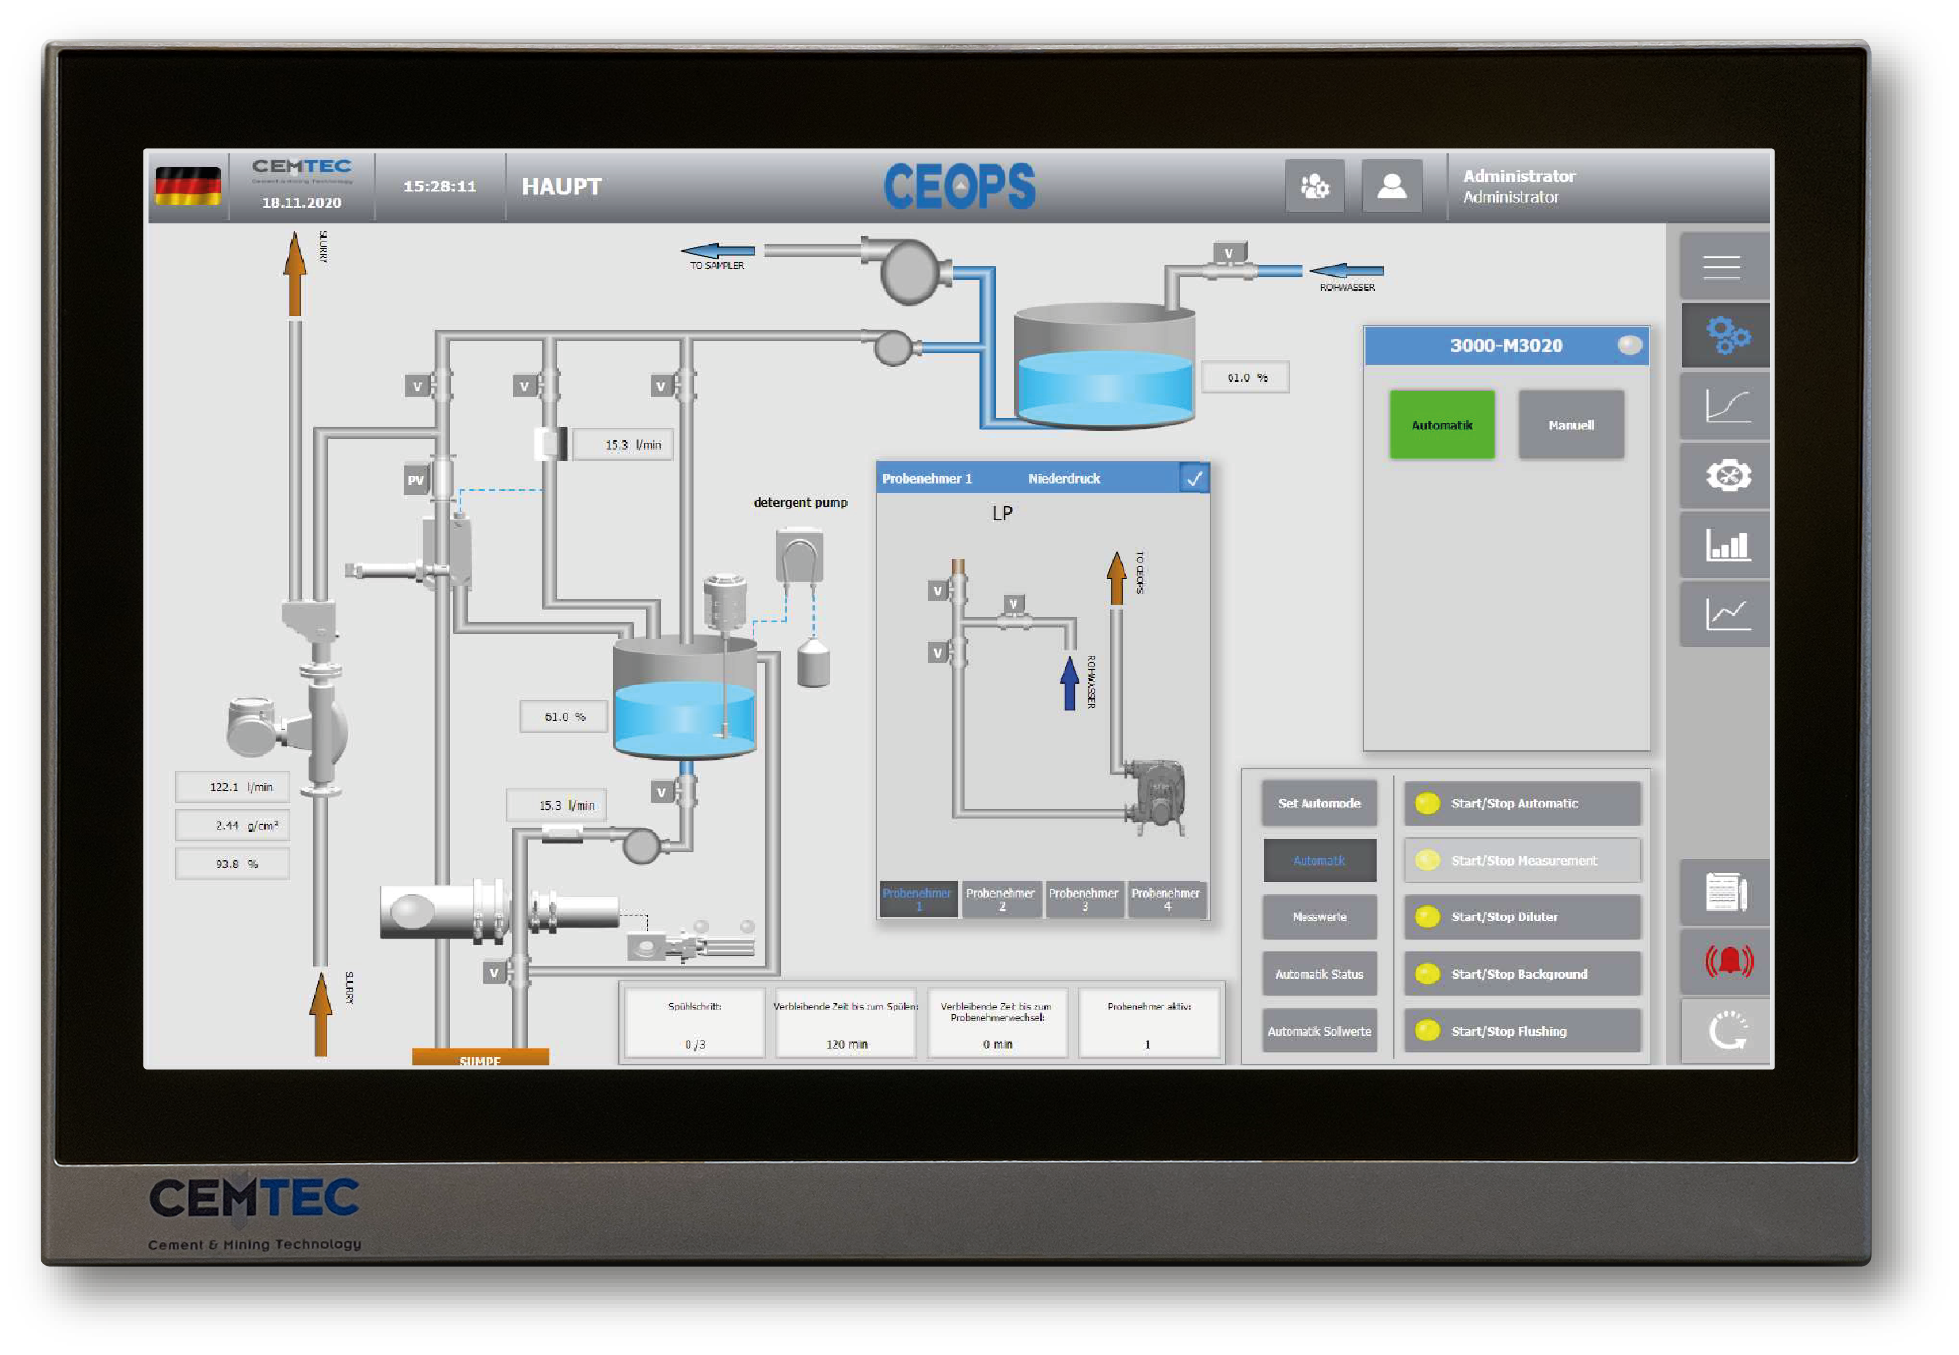 CEMTEC
Cement & Mining Technology
18.11.2020
15:28:11
HAUPT
CEOPS
Administrator
Administrator
SLURRY
TO SAMPLER
V
ROHWASSER
61.0 %
V
V
V
15.3 l/min
PV
detergent pump
61.0 %
V
15.3 l/min
122.1 l/min
2.44 g/cm³
93.8 %
V
SLURRY
SUMPF
Probenehmer 1 Niederdruck
LP
V
V
V
TO CEOPS
ROHWASSER
Probenehmer
1
Probenehmer
2
Probenehmer
3
Probenehmer
4
3000-M3020
Automatik
Manuell
Set Automode
Automatik
Messwerte
Automatik Status
Automatik Sollwerte
Start/Stop Automatic
Start/Stop Measurement
Start/Stop Diluter
Start/Stop Background
Start/Stop Flushing
Spühlschritt:
0 /3
Verbleibende Zeit bis zum Spülen:
120 min
Verbleibende Zeit bis zum
Probenehmerwechsel:
0 min
Probenehmer aktiv:
1
CEMTEC
Cement & Mining Technology